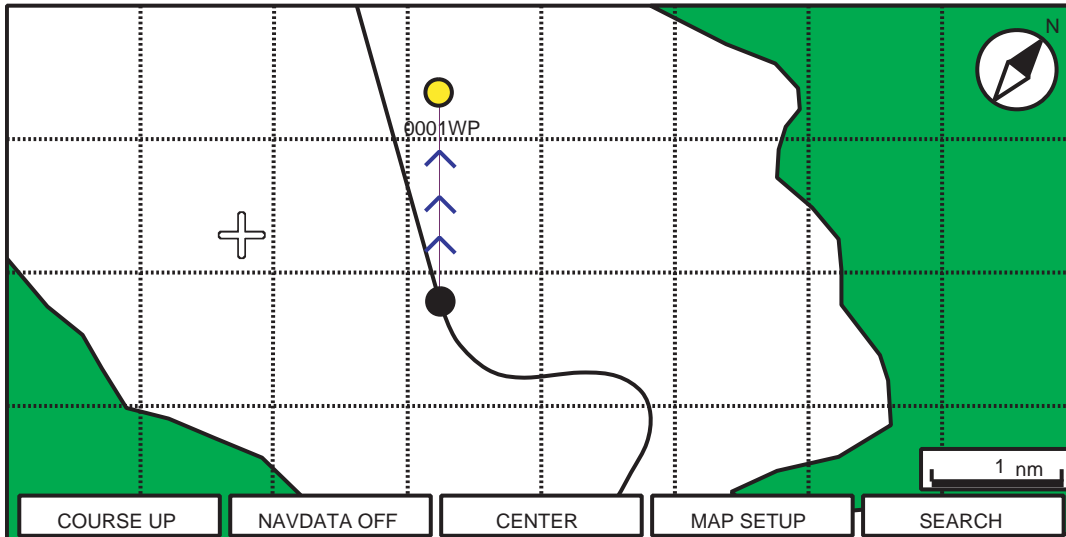 N
0001WP
1 nm
COURSE UP
NAVDATA OFF
CENTER
MAP SETUP
SEARCH